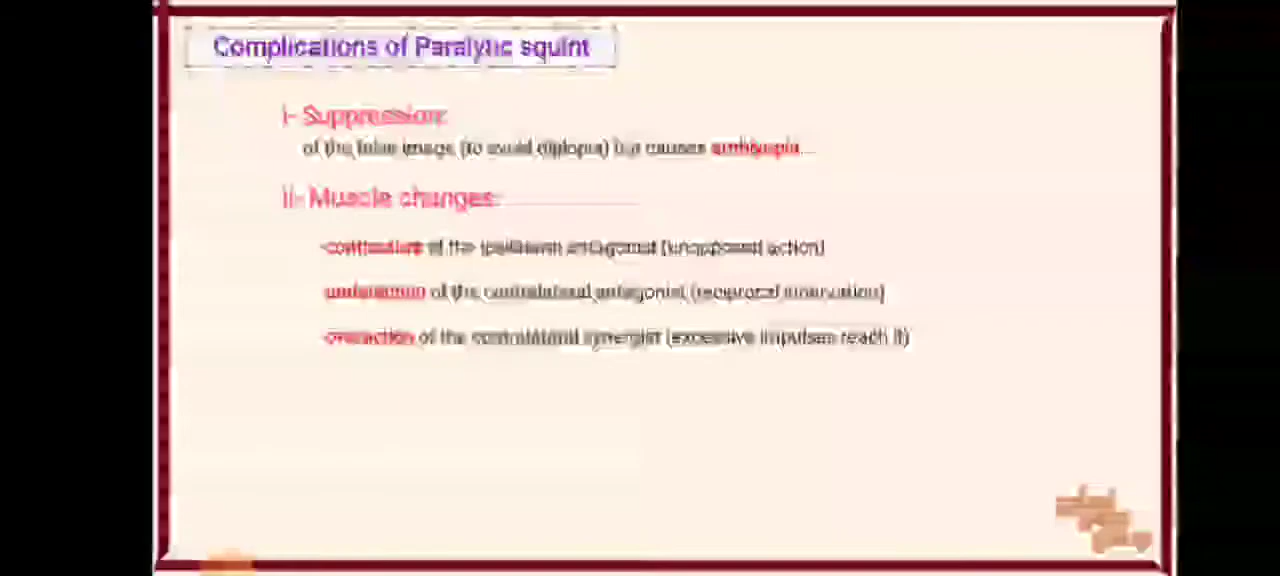 Complications of Paralytic squint
i- Suppression:
of the false image (to avoid diplopia) but causes amblyopia...
ii- Muscle changes:
-contracture of the ipsilateral antagonist (unopposed action)
underaction of the contralateral antagonist (reciprocal innervation)
overaction of the contralateral synergist (excessive impulses reach it)